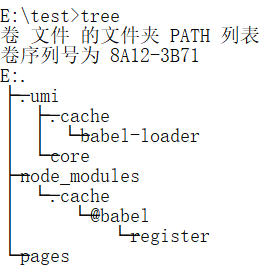 E:\test>tree
卷 文件 的文件夹 PATH 列表
卷序列号为 8A12-3B71
E:.
├─.umi
│  ├─.cache
│  │  └─babel-loader
│  └─core
├─node_modules
│  └─.cache
│      └─@babel
│          └─register
└─pages